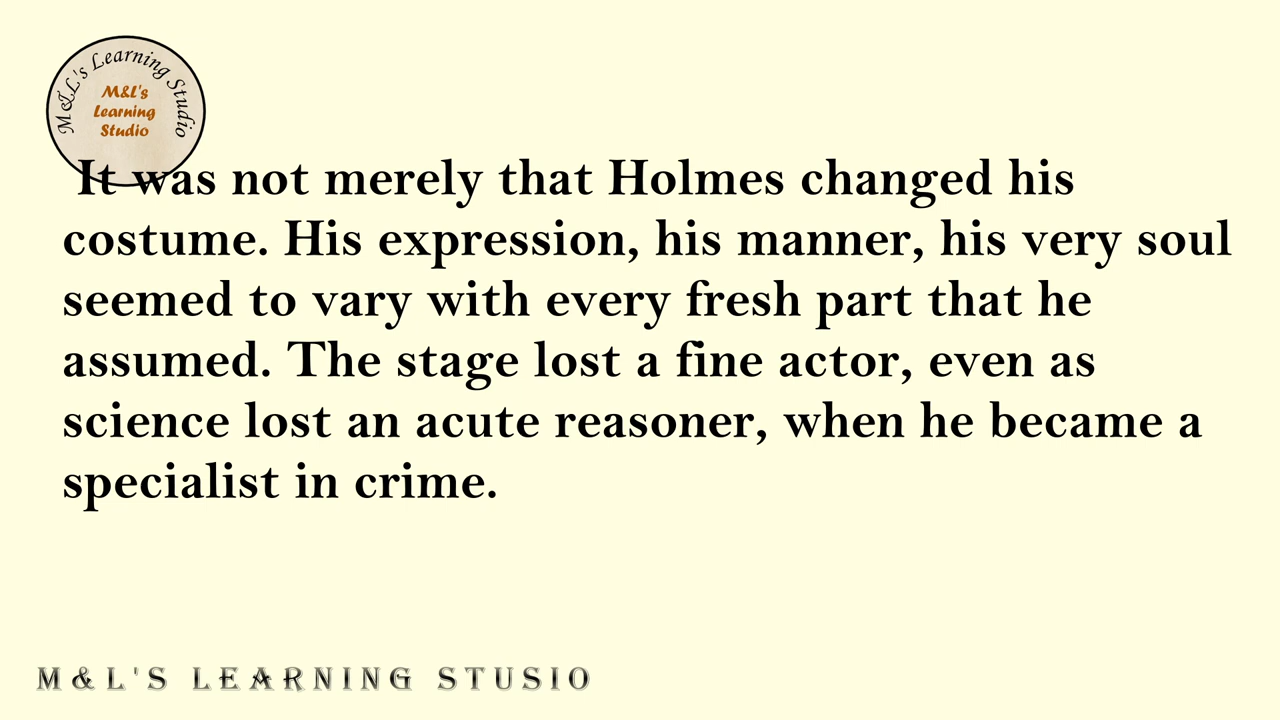 M&L's Learning Studio
M&L's
Learning
Studio
It was not merely that Holmes changed his
costume. His expression, his manner, his very soul
seemed to vary with every fresh part that he
assumed. The stage lost a fine actor, even as
science lost an acute reasoner, when he became a
specialist in crime.
M&L'S LEARNING STUSIO